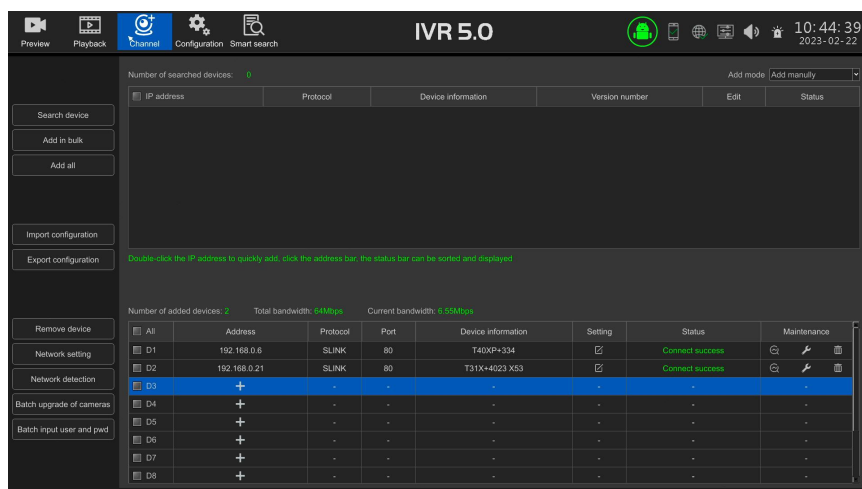 IVR 5.0
10:44:39
2023-02-22
Preview Playback Channel Configuration Smart search
Number of searched devices: 0
Add mode Add manully
IP address Protocol Device information Version number Edit Status
Search device
Add in bulk
Add all
Import configuration
Export configuration
Double-click the IP address to quickly add, click the address bar, the status bar can be sorted and displayed
Number of added devices: 2 Total bandwidth: 64Mbps Current bandwidth: 6.55Mbps
Remove device
Network setting
Network detection
Batch upgrade of cameras
Batch input user and pwd
All Address Protocol Port Device information Setting Status Maintenance
D1 192.168.0.6 SLINK 80 T40XP+334 Connect success
D2 192.168.0.21 SLINK 80 T31X+4023 X53 Connect success
D3 + - - - - - -
D4 + - - - - - -
D5 + - - - - - -
D6 + - - - - - -
D7 + - - - - - -
D8 + - - - - - -